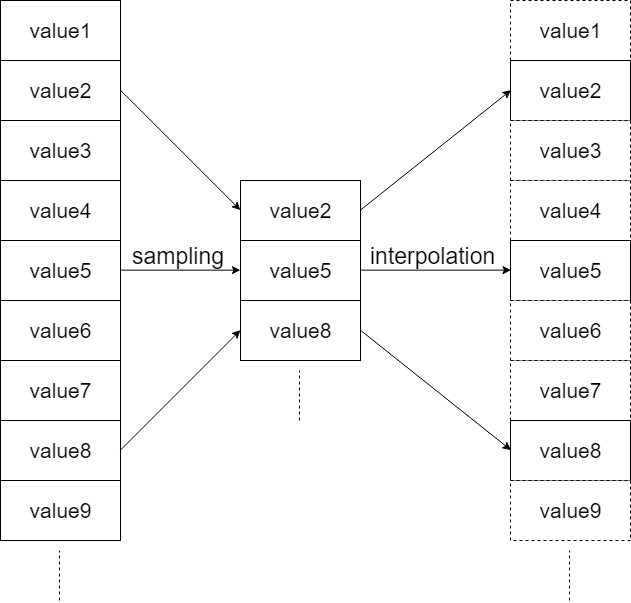 value1
value2
value3
value4
value5
value6
value7
value8
value9
sampling
value2
value5
value8
interpolation
value1
value2
value3
value4
value5
value6
value7
value8
value9